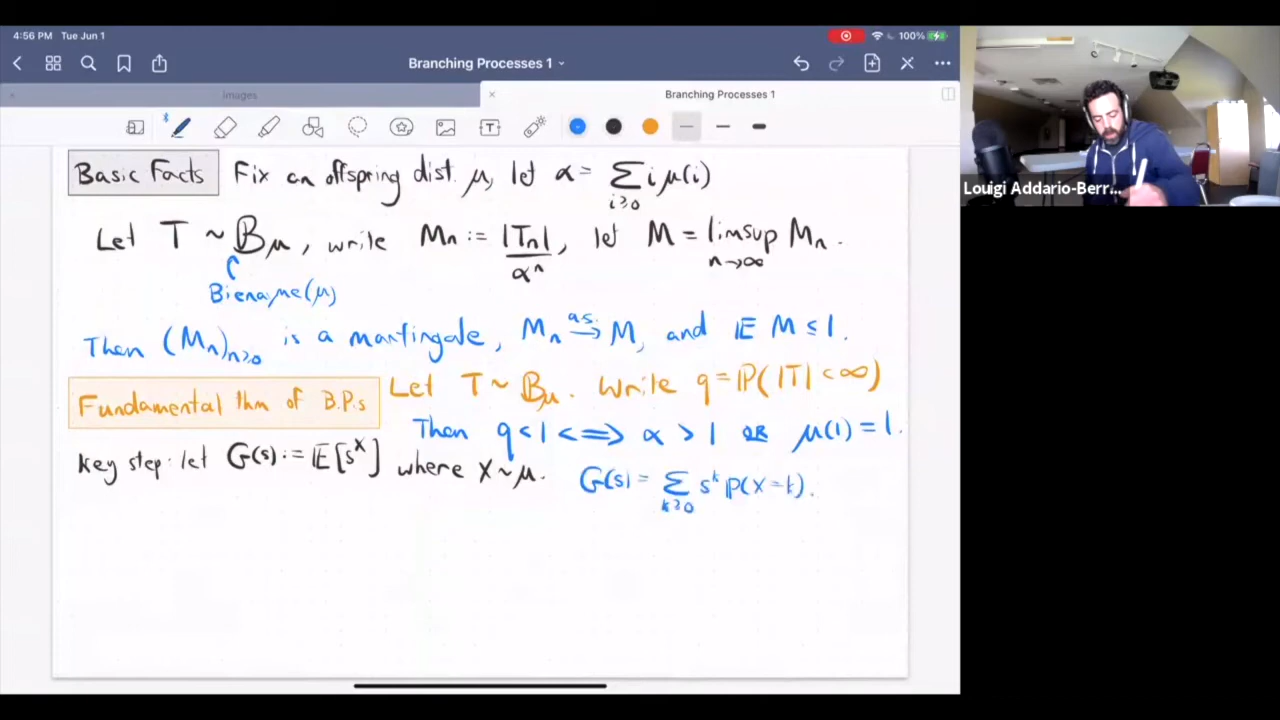 4:56 PM Tue Jun 1
100%
Branching Processes 1
Images
Branching Processes 1
Basic Facts Fix an offspring dist. μ, let α = Σ_{i≥0} i μ(i)
Let T ~ B_μ, write M_n := |T_n| / α^n, let M = limsup_{n→∞} M_n.
Bienayme(μ)
Then (M_n)_{n≥0} is a martingale, M_n →^{a.s.} M, and E M ≤ 1.
Fundamental thm of B.P.s Let T ~ B_μ. Write q = P(|T| < ∞)
Then q < 1 <=> α > 1 OR μ(1) = 1.
Key step: let G(s) := E[s^X] where X ~ μ. G(s) = Σ_{k≥0} s^k P(X = k).
Louigi Addario-Berr...